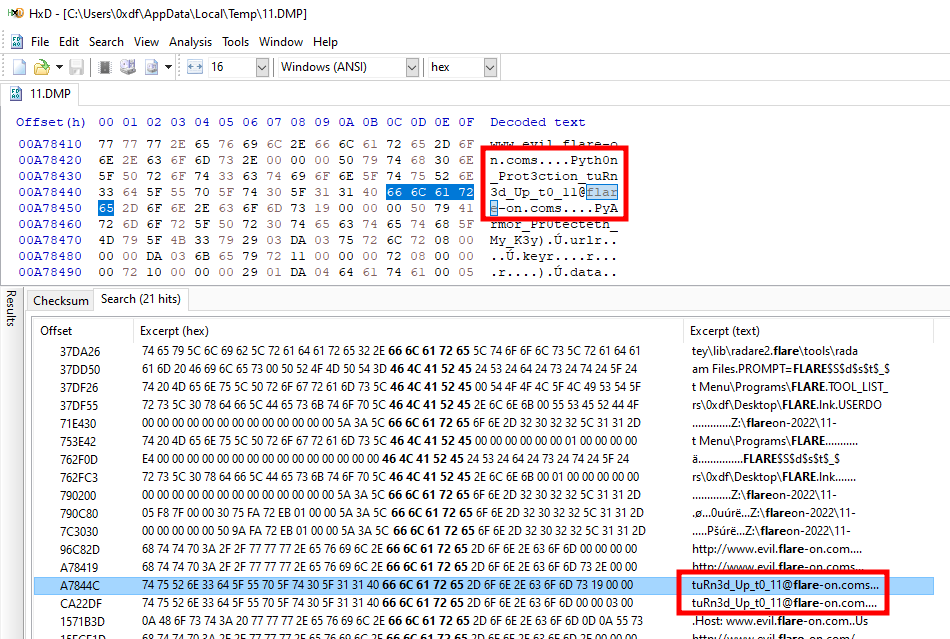 HxD - [C:\Users\0xdf\AppData\Local\Temp\11.DMP]
File Edit Search View Analysis Tools Window Help
16 Windows (ANSI) hex
11.DMP
Offset(h) 00 01 02 03 04 05 06 07 08 09 0A 0B 0C 0D 0E 0F Decoded text
00A78410 77 77 77 2E 65 76 69 6C 2E 66 6C 61 72 65 2D 6F www.evil.flare-o
00A78420 6E 2E 63 6F 6D 73 2E 00 00 00 50 79 74 68 30 6E n.coms....Pyth0n
00A78430 5F 50 72 6F 74 33 63 74 69 6F 6E 5F 74 75 52 6E _Prot3ction_tuRn
00A78440 33 64 5F 55 70 5F 74 30 5F 31 31 40 66 6C 61 72 3d_Up_t0_11@flar
00A78450 65 2D 6F 6E 2E 63 6F 6D 73 19 00 00 00 50 79 41 e-on.coms....PyA
00A78460 72 6D 6F 72 5F 50 72 30 74 65 63 74 65 74 68 5F rmor_Pr0tecteth_
00A78470 4D 79 5F 4B 33 79 29 03 DA 03 75 72 6C 72 08 00 My_K3y).Ú.urlr..
00A78480 00 00 DA 03 6B 65 79 72 11 00 00 00 72 08 00 00 ..Ú.keyr....r...
00A78490 00 72 10 00 00 00 29 01 DA 04 64 61 74 61 00 05 .r....).Ú.data..
Results
Checksum Search (21 hits)
Offset Excerpt (hex) Excerpt (text)
37DA26 74 65 79 5C 6C 69 62 5C 72 61 64 61 72 65 32 2E 66 6C 61 72 65 5C 74 6F 6F 6C 73 5C 72 61 64 61 tey\lib\radare2.flare\tools\rada
37DD50 61 6D 20 46 69 6C 65 73 00 50 52 4F 4D 50 54 3D 46 4C 41 52 45 24 53 24 64 24 73 24 74 24 5F 24 am Files.PROMPT=FLARE$S$d$s$t$_$
37DF26 74 20 4D 65 6E 75 5C 50 72 6F 67 72 61 6D 73 5C 46 4C 41 52 45 00 54 4F 4F 4C 5F 4C 49 53 54 5F t Menu\Programs\FLARE.TOOL_LIST_
37DF55 72 73 5C 30 78 64 66 5C 44 65 73 6B 74 6F 70 5C 46 4C 41 52 45 2E 6C 6E 6B 00 55 53 45 52 44 4F rs\0xdf\Desktop\FLARE.lnk.USERDO
71E430 00 00 00 00 00 00 00 00 00 00 00 00 00 5A 3A 5C 66 6C 61 72 65 6F 6E 2D 32 30 32 32 5C 31 31 2D .............Z:\flareon-2022\11-
753E42 74 20 4D 65 6E 75 5C 50 72 6F 67 72 61 6D 73 5C 46 4C 41 52 45 00 00 00 00 00 01 00 00 00 00 t Menu\Programs\FLARE...........
762F0D E4 00 00 00 00 00 00 00 00 00 00 00 00 00 00 00 46 4C 41 52 45 24 53 24 64 24 73 24 74 24 5F 24 ä...............FLARE$S$d$s$t$_$
762FC3 72 73 5C 30 78 64 66 5C 44 65 73 6B 74 6F 70 5C 46 4C 41 52 45 2E 6C 6E 6B 00 01 00 00 00 00 00 rs\0xdf\Desktop\FLARE.lnk.......
790200 00 00 00 00 00 00 00 00 00 00 00 00 00 5A 3A 5C 66 6C 61 72 65 6F 6E 2D 32 30 32 32 5C 31 31 2D .............Z:\flareon-2022\11-
790C80 05 F8 7F 00 00 30 75 FA 72 EB 01 00 00 5A 3A 5C 66 6C 61 72 65 6F 6E 2D 32 30 32 32 5C 31 31 2D .ø...0uúrë...Z:\flareon-2022\11-
7C3030 00 00 00 00 00 50 9A FA 72 EB 01 00 00 5A 3A 5C 66 6C 61 72 65 6F 6E 2D 32 30 32 32 5C 31 31 2D .....Pšúrë...Z:\flareon-2022\11-
96C82D 68 74 74 70 3A 2F 2F 77 77 77 2E 65 76 69 6C 2E 66 6C 61 72 65 2D 6F 6E 2E 63 6F 6D 00 00 00 00 http://www.evil.flare-on.com....
A78419 68 74 74 70 3A 2F 2F 77 77 77 2E 65 76 69 6C 2E 66 6C 61 72 65 2D 6F 6E 2E 63 6F 6D 73 2E 00 00 http://www.evil.flare-on.coms...
A7844C 74 75 52 6E 33 64 5F 55 70 5F 74 30 5F 31 31 40 66 6C 61 72 65 2D 6F 6E 2E 63 6F 6D 73 19 00 00 tuRn3d_Up_t0_11@flare-on.coms...
CA22DF 74 75 52 6E 33 64 5F 55 70 5F 74 30 5F 31 31 40 66 6C 61 72 65 2D 6F 6E 2E 63 6F 6D 00 00 03 00 tuRn3d_Up_t0_11@flare-on.com....
1571B3D 0A 48 6F 73 74 3A 20 77 77 77 2E 65 76 69 6C 2E 66 6C 61 72 65 2D 6F 6E 2E 63 6F 6D 0D 0A 55 73 .Host: www.evil.flare-on.com..Us